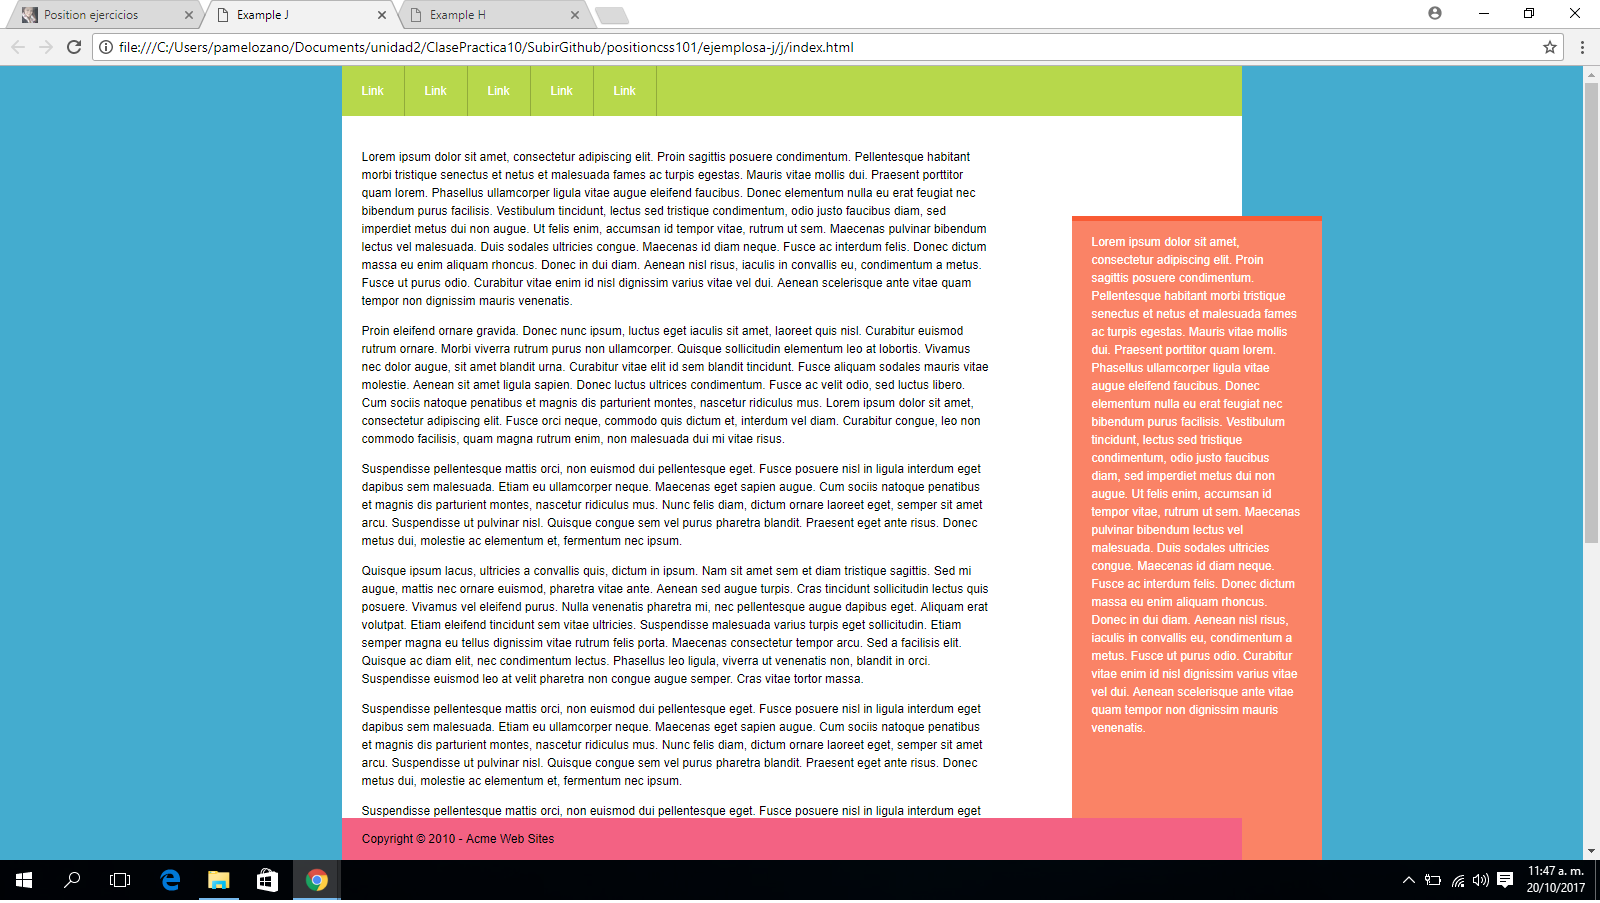 Position ejercicios
Example J
Example H
file:///C:/Users/pamelozano/Documents/unidad2/ClasePractica10/SubirGithub/positioncss101/ejemplosa-j/j/index.html
Link Link Link Link Link
Lorem ipsum dolor sit amet, consectetur adipiscing elit. Proin sagittis posuere condimentum. Pellentesque habitant
morbi tristique senectus et netus et malesuada fames ac turpis egestas. Mauris vitae mollis dui. Praesent porttitor
quam lorem. Phasellus ullamcorper ligula vitae augue eleifend faucibus. Donec elementum nulla eu erat feugiat nec
bibendum purus facilisis. Vestibulum tincidunt, lectus sed tristique condimentum, odio justo faucibus diam, sed
imperdiet metus dui non augue. Ut felis enim, accumsan id tempor vitae, rutrum ut sem. Maecenas pulvinar bibendum
lectus vel malesuada. Duis sodales ultricies congue. Maecenas id diam neque. Fusce ac interdum felis. Donec dictum
massa eu enim aliquam rhoncus. Donec in dui diam. Aenean nisl risus, iaculis in convallis eu, condimentum a metus.
Fusce ut purus odio. Curabitur vitae enim id nisl dignissim varius vitae vel dui. Aenean scelerisque ante vitae quam
tempor non dignissim mauris venenatis.
Proin eleifend ornare gravida. Donec nunc ipsum, luctus eget iaculis sit amet, laoreet quis nisl. Curabitur euismod
rutrum ornare. Morbi viverra rutrum purus non ullamcorper. Quisque sollicitudin elementum leo at lobortis. Vivamus
nec dolor augue, sit amet blandit urna. Curabitur vitae elit id sem blandit tincidunt. Fusce aliquam sodales mauris vitae
molestie. Aenean sit amet ligula sapien. Donec luctus ultrices condimentum. Fusce ac velit odio, sed luctus libero.
Cum sociis natoque penatibus et magnis dis parturient montes, nascetur ridiculus mus. Lorem ipsum dolor sit amet,
consectetur adipiscing elit. Fusce orci neque, commodo quis dictum et, interdum vel diam. Curabitur congue, leo non
commodo facilisis, quam magna rutrum enim, non malesuada dui mi vitae risus.
Suspendisse pellentesque mattis orci, non euismod dui pellentesque eget. Fusce posuere nisl in ligula interdum eget
dapibus sem malesuada. Etiam eu ullamcorper neque. Maecenas eget sapien augue. Cum sociis natoque penatibus
et magnis dis parturient montes, nascetur ridiculus mus. Nunc felis diam, dictum ornare laoreet eget, semper sit amet
arcu. Suspendisse ut pulvinar nisl. Quisque congue sem vel purus pharetra blandit. Praesent eget ante risus. Donec
metus dui, molestie ac elementum et, fermentum nec ipsum.
Quisque ipsum lacus, ultricies a convallis quis, dictum in ipsum. Nam sit amet sem et diam tristique sagittis. Sed mi
augue, mattis nec ornare euismod, pharetra vitae ante. Aenean sed augue turpis. Cras tincidunt sollicitudin lectus quis
posuere. Vivamus vel eleifend purus. Nulla venenatis pharetra mi, nec pellentesque augue dapibus eget. Aliquam erat
volutpat. Etiam eleifend tincidunt sem vitae ultricies. Suspendisse malesuada varius turpis eget sollicitudin. Etiam
semper magna eu tellus dignissim vitae rutrum felis porta. Maecenas consectetur tempor arcu. Sed a facilisis elit.
Quisque ac diam elit, nec condimentum lectus. Phasellus leo ligula, viverra ut venenatis non, blandit in orci.
Suspendisse euismod leo at velit pharetra non congue augue semper. Cras vitae tortor massa.
Suspendisse pellentesque mattis orci, non euismod dui pellentesque eget. Fusce posuere nisl in ligula interdum eget
dapibus sem malesuada. Etiam eu ullamcorper neque. Maecenas eget sapien augue. Cum sociis natoque penatibus
et magnis dis parturient montes, nascetur ridiculus mus. Nunc felis diam, dictum ornare laoreet eget, semper sit amet
arcu. Suspendisse ut pulvinar nisl. Quisque congue sem vel purus pharetra blandit. Praesent eget ante risus. Donec
metus dui, molestie ac elementum et, fermentum nec ipsum.
Suspendisse pellentesque mattis orci, non euismod dui pellentesque eget. Fusce posuere nisl in ligula interdum eget
Lorem ipsum dolor sit amet,
consectetur adipiscing elit. Proin
sagittis posuere condimentum.
Pellentesque habitant morbi tristique
senectus et netus et malesuada fames
ac turpis egestas. Mauris vitae mollis
dui. Praesent porttitor quam lorem.
Phasellus ullamcorper ligula vitae
augue eleifend faucibus. Donec
elementum nulla eu erat feugiat nec
bibendum purus facilisis. Vestibulum
tincidunt, lectus sed tristique
condimentum, odio justo faucibus
diam, sed imperdiet metus dui non
augue. Ut felis enim, accumsan id
tempor vitae, rutrum ut sem. Maecenas
pulvinar bibendum lectus vel
malesuada. Duis sodales ultricies
congue. Maecenas id diam neque.
Fusce ac interdum felis. Donec dictum
massa eu enim aliquam rhoncus.
Donec in dui diam. Aenean nisl risus,
iaculis in convallis eu, condimentum a
metus. Fusce ut purus odio. Curabitur
vitae enim id nisl dignissim varius vitae
vel dui. Aenean scelerisque ante vitae
quam tempor non dignissim mauris
venenatis.
Copyright © 2010 - Acme Web Sites
11:47 a. m.
20/10/2017